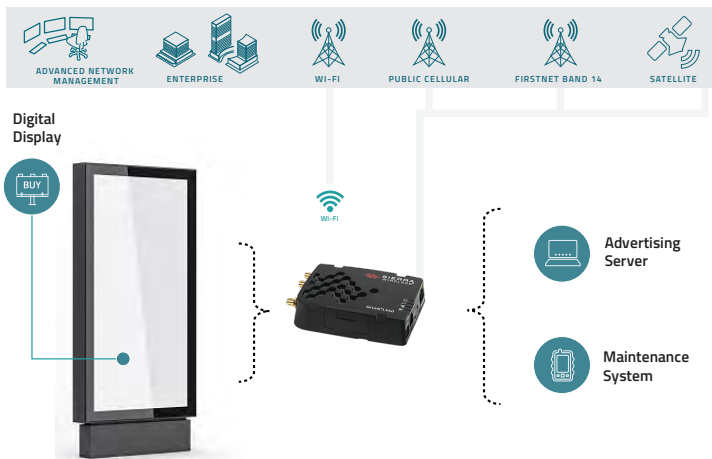 ADVANCED NETWORK
MANAGEMENT
ENTERPRISE
WI-FI
PUBLIC CELLULAR
FIRSTNET BAND 14
SATELLITE
Digital
Display
BUY
Wi-Fi
SIERRA
WIRELESS
Advertising
Server
Maintenance
System